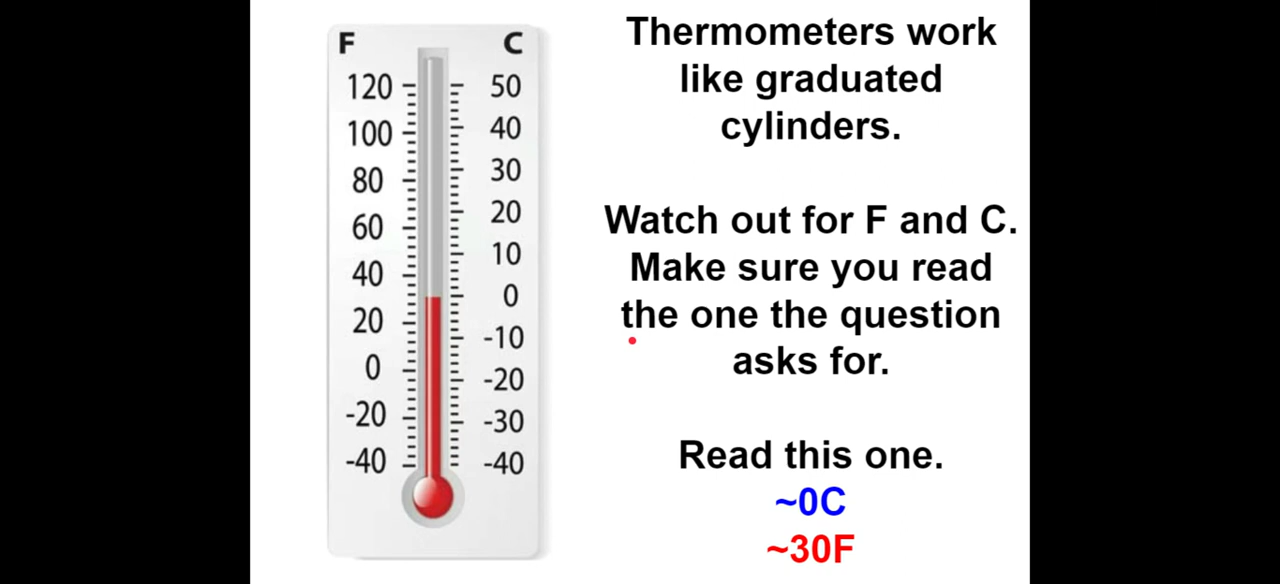 F C
120 50
100 40
80 30
60 20
40 10
20 0
0 -10
-20 -20
-40 -30
-40
Thermometers work
like graduated
cylinders.
Watch out for F and C.
Make sure you read
the one the question
asks for.
Read this one.
~0C
~30F